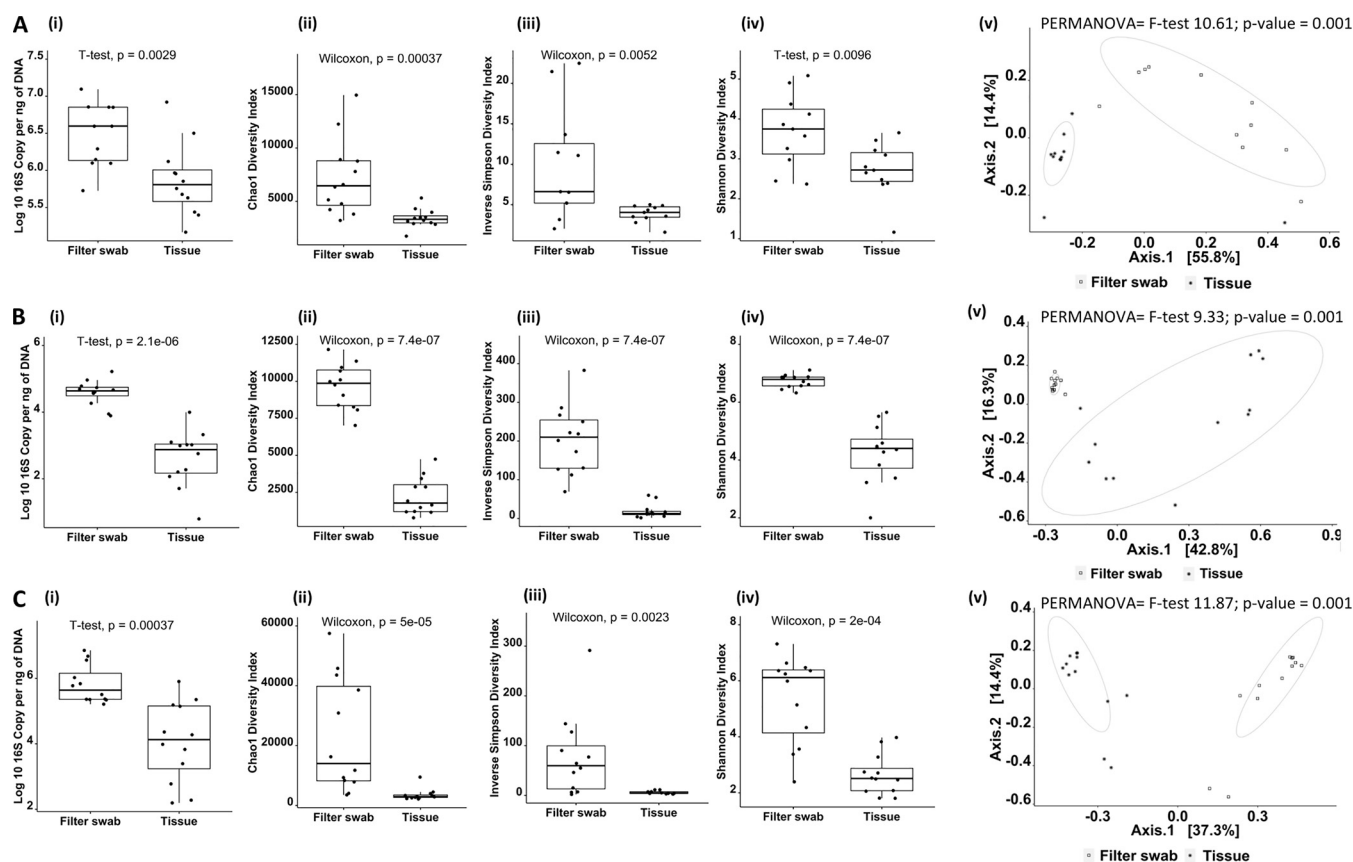 A
(i)
T-test, p = 0.0029
Log 10 16S Copy per ng of DNA
7.5
7.0
6.5
6.0
5.5
Filter swab
Tissue
(ii)
Wilcoxon, p = 0.00037
Chao1 Diversity Index
15000
10000
5000
0
Filter swab
Tissue
(iii)
Wilcoxon, p = 0.0052
Inverse Simpson Diversity Index
20
15
10
5
Filter swab
Tissue
(iv)
T-test, p = 0.0096
Shannon Diversity Index
5
4
3
2
1
Filter swab
Tissue
(v)
PERMANOVA= F-test 10.61; p-value = 0.001
Axis.2 [14.4%]
0.2
0.0
-0.2
-0.2
0.0
0.2
0.4
0.6
Axis.1 [55.8%]
Filter swab
Tissue
B
(i)
T-test, p = 2.1e-06
Log 10 16S Copy per ng of DNA
6
4
2
Filter swab
Tissue
(ii)
Wilcoxon, p = 7.4e-07
Chao1 Diversity Index
12500
10000
7500
5000
2500
0
Filter swab
Tissue
(iii)
Wilcoxon, p = 7.4e-07
Inverse Simpson Diversity Index
400
300
200
100
0
Filter swab
Tissue
(iv)
Wilcoxon, p = 7.4e-07
Shannon Diversity Index
8
6
4
2
Filter swab
Tissue
(v)
PERMANOVA= F-test 9.33; p-value = 0.001
Axis.2 [16.3%]
0.4
0.2
0.0
-0.2
-0.4
-0.6
-0.3
0.0
0.3
0.6
0.9
Axis.1 [42.8%]
Filter swab
Tissue
C
(i)
T-test, p = 0.00037
Log 10 16S Copy per ng of DNA
6
4
2
Filter swab
Tissue
(ii)
Wilcoxon, p = 5e-05
Chao1 Diversity Index
60000
40000
20000
0
Filter swab
Tissue
(iii)
Wilcoxon, p = 0.0023
Inverse Simpson Diversity Index
300
200
100
0
Filter swab
Tissue
(iv)
Wilcoxon, p = 2e-04
Shannon Diversity Index
8
6
4
2
Filter swab
Tissue
(v)
PERMANOVA= F-test 11.87; p-value = 0.001
Axis.2 [14.4%]
0.4
0.2
0.0
-0.2
-0.4
-0.6
-0.3
0.0
0.3
Axis.1 [37.3%]
Filter swab
Tissue